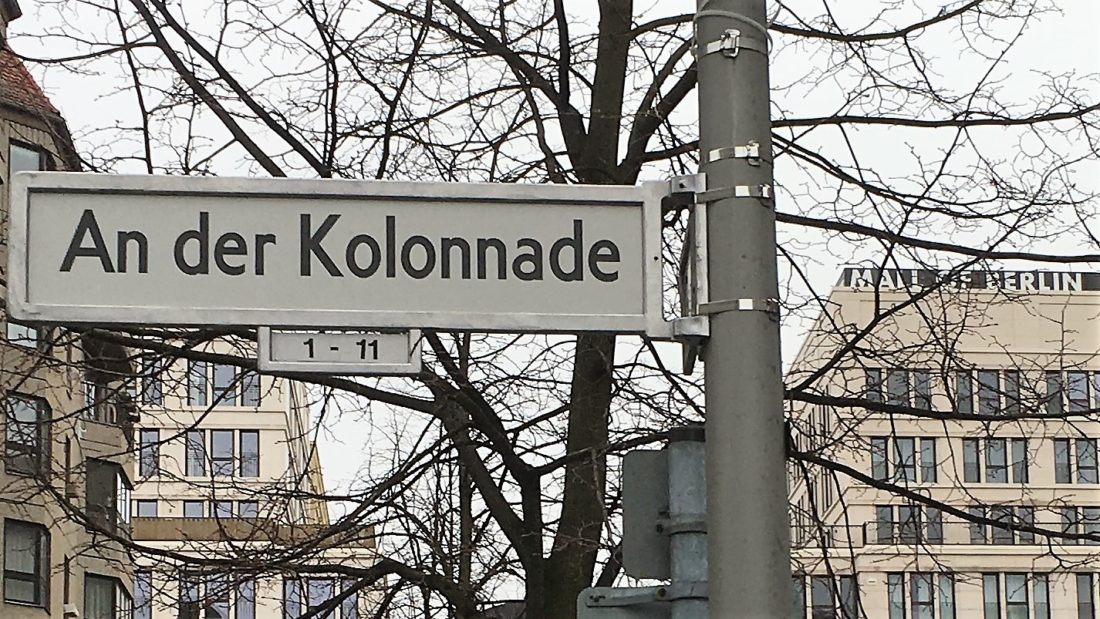 An der Kolonnade
1 - 11
MALL OF BERLIN